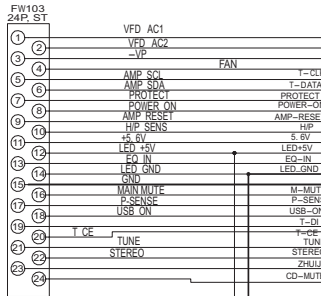 FW103
24P, ST
1 VFD AC1
2 VFD AC2
3 –VP
4 FAN
5 AMP SCL T–CL
6 AMP SDA T–DATA
7 PROTECT PROTECT
8 POWER ON POWER–O
9 AMP RESET AMP–RESE
10 H/P SENS H/P
11 +5. 6V 5. 6V
12 LED +5V LED+5V
13 EQ IN EQ–IN
14 LED GND LED_GND
15 GND
16 MAIN MUTE M–MUT
17 P-SENSE P–SEN
18 USB ON USB–ON
19 T–DI
20 T CE T–CE
21 TUNE TUN
22 STEREO STEREO
23 ZHUIJ
24 CD–MUT